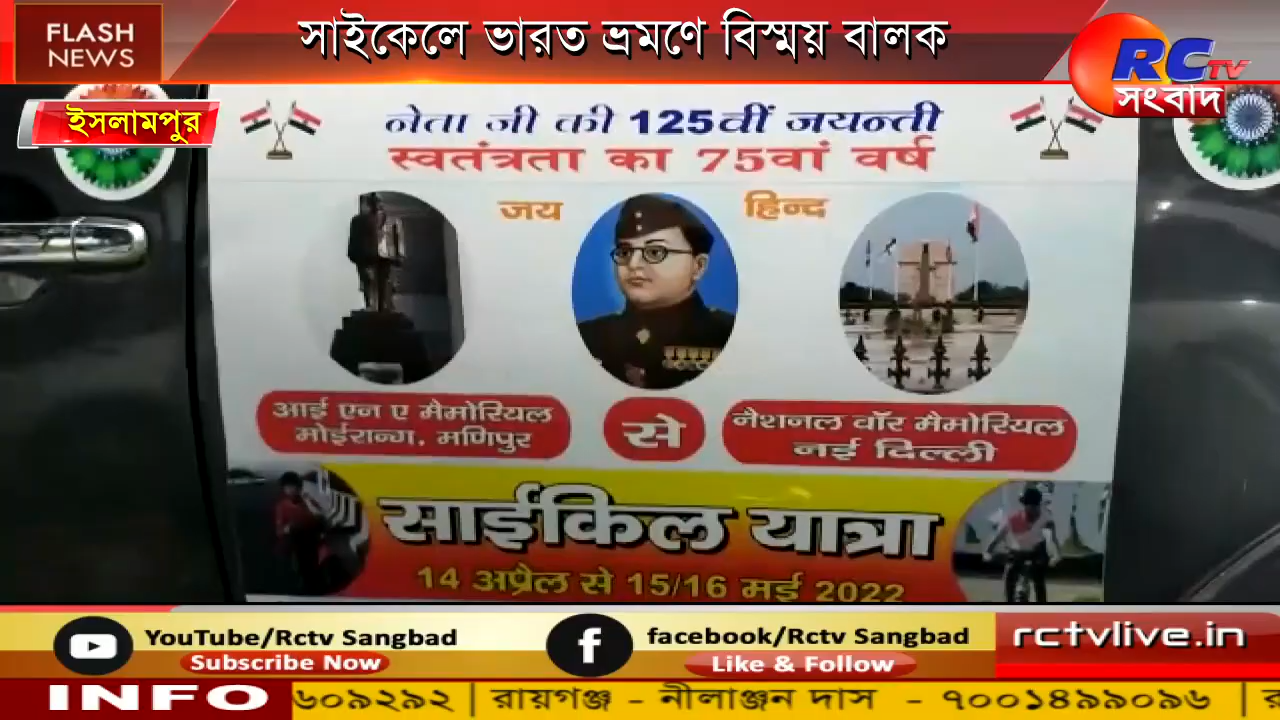 FLASH
NEWS
সাইকেলে ভারত ভ্রমণে বিস্ময় বালক
RCTV
সংবাদ
ইসলামপুর
नेता जी की 125वीं जयन्ती
स्वतंत्रता का 75वां वर्ष
जय हिन्द
आई एन ए मैमोरियल
मोईरान्ग, मणिपुर
से
नैशनल वॉर मैमोरियल
नई दिल्ली
साईकिल यात्रा
14 अप्रैल से 15/16 मई 2022
YouTube/Rctv Sangbad
Subscribe Now
facebook/Rctv Sangbad
Like & Follow
rctvlive.in
INFO
৬০৯২৯২ | রায়গঞ্জ - নীলাঞ্জন দাস - ৭০০১৪৯৯০৯৬ |